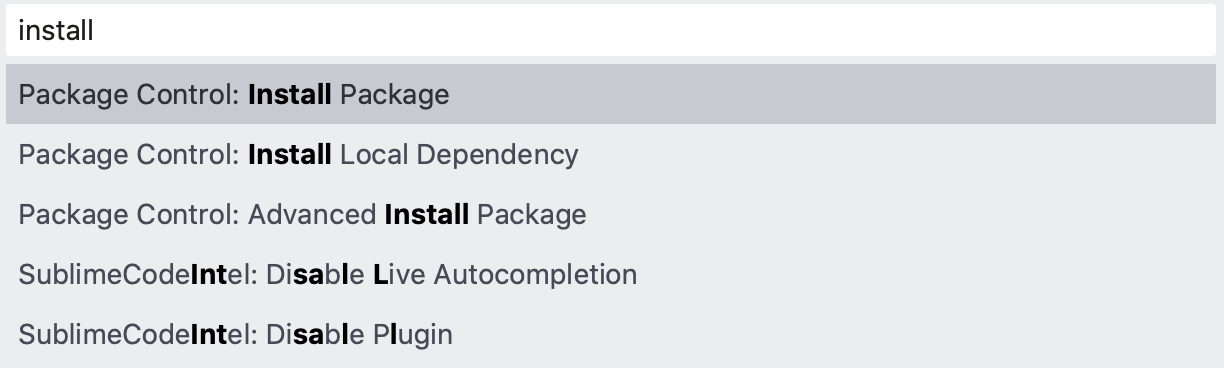 install
Package Control: Install Package
Package Control: Install Local Dependency
Package Control: Advanced Install Package
SublimeCodeIntel: Disable Live Autocompletion
SublimeCodeIntel: Disable Plugin